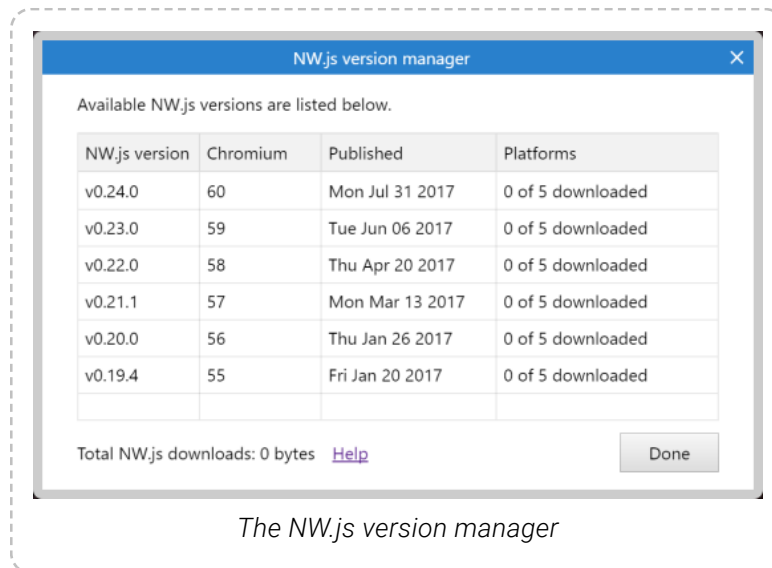 NW.js version manager
Available NW.js versions are listed below.
NW.js version Chromium Published Platforms
v0.24.0 60 Mon Jul 31 2017 0 of 5 downloaded
v0.23.0 59 Tue Jun 06 2017 0 of 5 downloaded
v0.22.0 58 Thu Apr 20 2017 0 of 5 downloaded
v0.21.1 57 Mon Mar 13 2017 0 of 5 downloaded
v0.20.0 56 Thu Jan 26 2017 0 of 5 downloaded
v0.19.4 55 Fri Jan 20 2017 0 of 5 downloaded
Total NW.js downloads: 0 bytes Help Done
The NW.js version manager